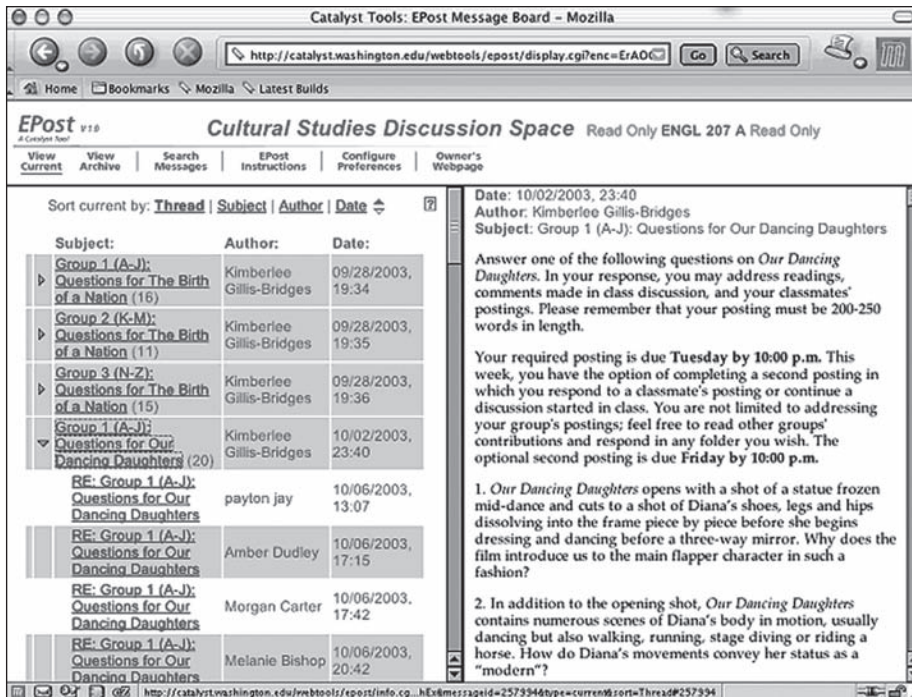 Catalyst Tools: EPost Message Board – Mozilla
http://catalyst.washington.edu/webtools/epost/display.cgi?enc=ErAO
Go
Search
Home
Bookmarks
Mozilla
Latest Builds
EPost V1.0
A Catalyst Tool
Cultural Studies Discussion Space
Read Only ENGL 207 A Read Only
View Current
View Archive
Search Messages
EPost Instructions
Configure Preferences
Owner's Webpage
Sort current by: Thread | Subject | Author | Date
Subject:
Author:
Date:
Group 1 (A-J):
Questions for The Birth
of a Nation (16)
Kimberlee
Gillis-Bridges
09/28/2003,
19:34
Group 2 (K-M):
Questions for The Birth
of a Nation (11)
Kimberlee
Gillis-Bridges
09/28/2003,
19:35
Group 3 (N-Z):
Questions for The Birth
of a Nation (15)
Kimberlee
Gillis-Bridges
09/28/2003,
19:36
Group 1 (A-J):
Questions for Our
Dancing Daughters (20)
Kimberlee
Gillis-Bridges
10/02/2003,
23:40
RE: Group 1 (A-J):
Questions for Our
Dancing Daughters
payton jay
10/06/2003,
13:07
RE: Group 1 (A-J):
Questions for Our
Dancing Daughters
Amber Dudley
10/06/2003,
17:15
RE: Group 1 (A-J):
Questions for Our
Dancing Daughters
Morgan Carter
10/06/2003,
17:42
RE: Group 1 (A-J):
Questions for Our
Dancing Daughters
Melanie Bishop
10/06/2003,
20:42
Date: 10/02/2003, 23:40
Author: Kimberlee Gillis-Bridges
Subject: Group 1 (A-J): Questions for Our Dancing Daughters
Answer one of the following questions on Our Dancing
Daughters. In your response, you may address readings,
comments made in class discussion, and your classmates'
postings. Please remember that your posting must be 200-250
words in length.
Your required posting is due Tuesday by 10:00 p.m. This
week, you have the option of completing a second posting in
which you respond to a classmate's posting or continue a
discussion started in class. You are not limited to addressing
your group's postings; feel free to read other groups'
contributions and respond in any folder you wish. The
optional second posting is due Friday by 10:00 p.m.
1. Our Dancing Daughters opens with a shot of a statue frozen
mid-dance and cuts to a shot of Diana's shoes, legs and hips
dissolving into the frame piece by piece before she begins
dressing and dancing before a three-way mirror. Why does the
film introduce us to the main flapper character in such a
fashion?
2. In addition to the opening shot, Our Dancing Daughters
contains numerous scenes of Diana's body in motion, usually
dancing but also walking, running, stage diving or riding a
horse. How do Diana's movements convey her status as a
"modern"?
http://catalyst.washington.edu/webtools/epost/info.cg...hEx&messageid=257994&type=current&sort=Thread#257994